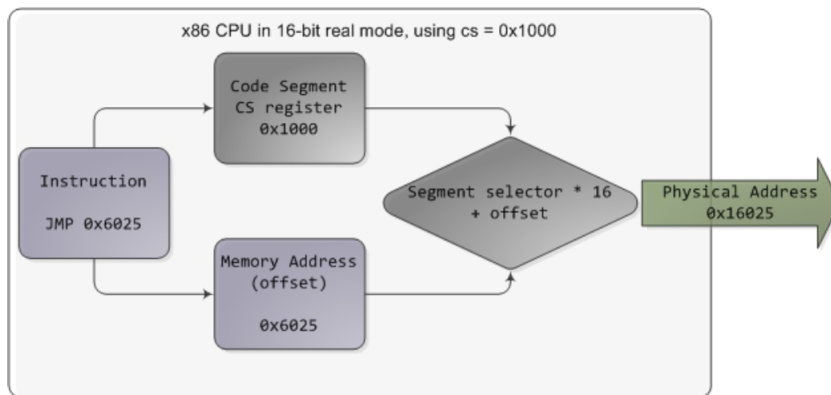 x86 CPU in 16-bit real mode, using cs = 0x1000
Code Segment
CS register
0x1000
Instruction
JMP 0x6025
Memory Address
(offset)
0x6025
Segment selector * 16
+ offset
Physical Address
0x16025